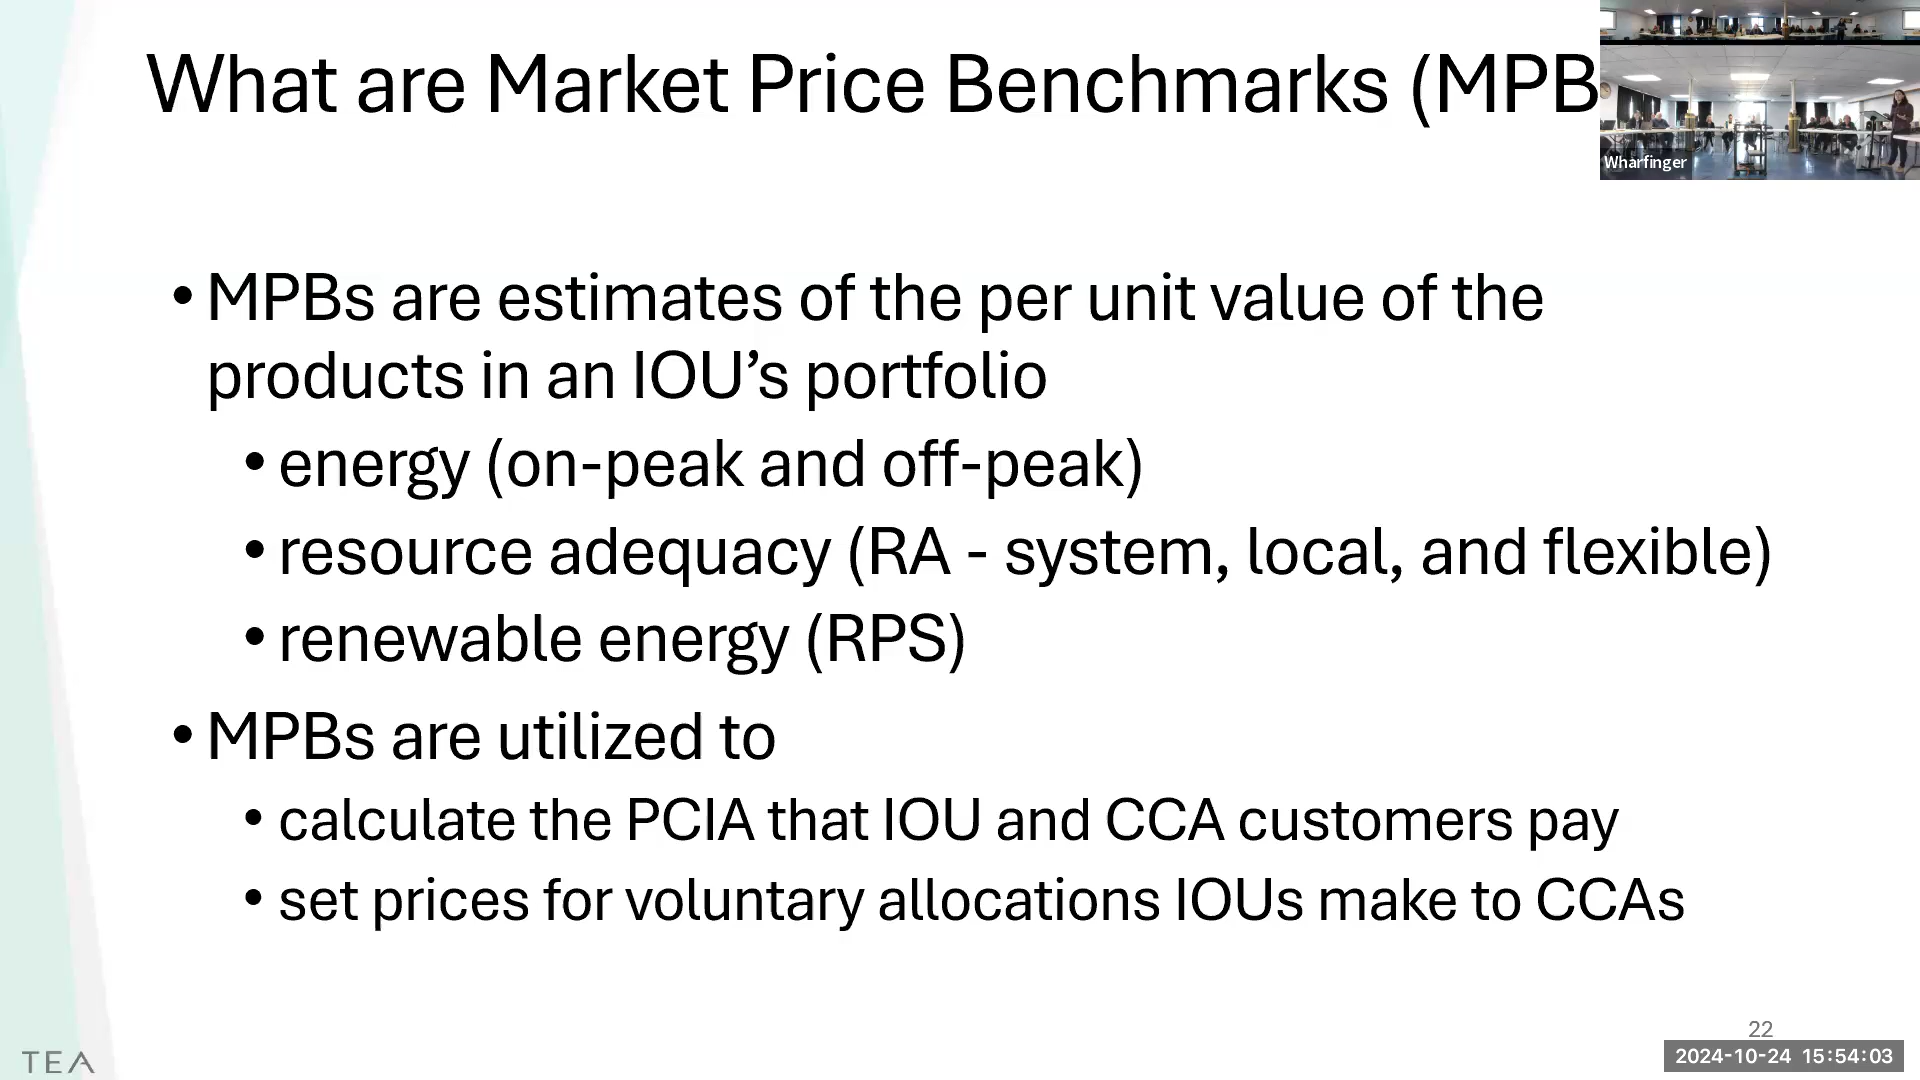 What are Market Price Benchmarks (MPB
Wharfinger
• MPBs are estimates of the per unit value of the
products in an IOU’s portfolio
• energy (on-peak and off-peak)
• resource adequacy (RA - system, local, and flexible)
• renewable energy (RPS)
• MPBs are utilized to
• calculate the PCIA that IOU and CCA customers pay
• set prices for voluntary allocations IOUs make to CCAs
22
TEA
2024-10-24 15:54:03